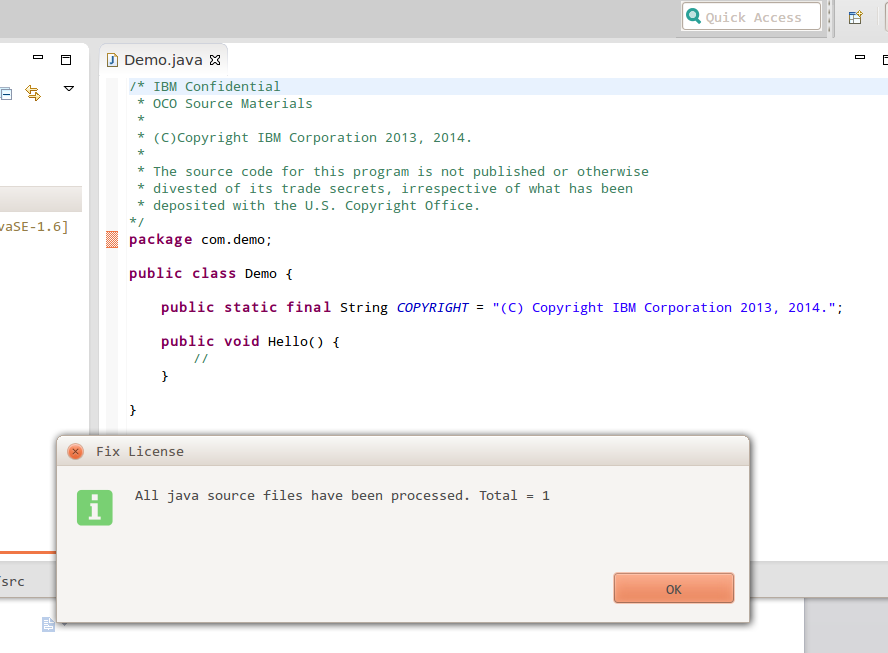 Quick Access
Demo.java
/* IBM Confidential
* OCO Source Materials
*
* (C)Copyright IBM Corporation 2013, 2014.
*
* The source code for this program is not published or otherwise
* divested of its trade secrets, irrespective of what has been
* deposited with the U.S. Copyright Office.
*/
vaSE-1.6]
package com.demo;
public class Demo {
public static final String COPYRIGHT = "(C) Copyright IBM Corporation 2013, 2014.";
public void Hello() {
//
}
}
Fix License
All java source files have been processed. Total = 1
OK
/src